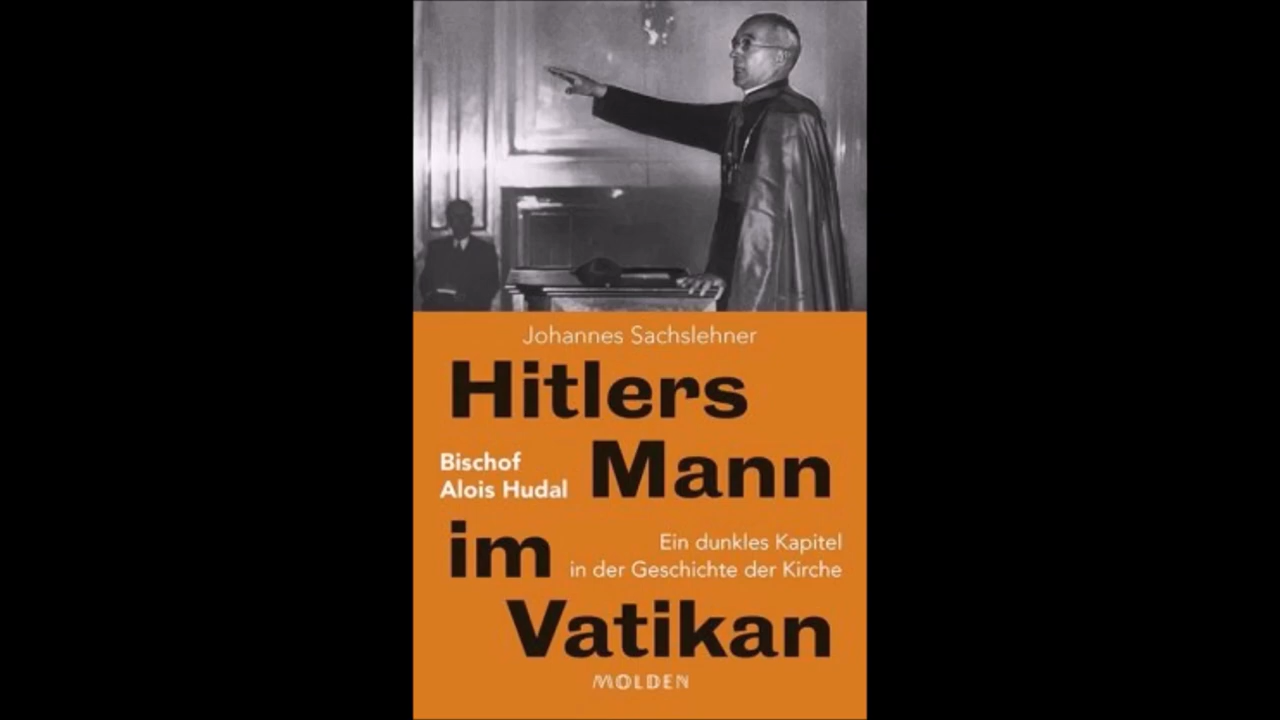 Johannes Sachslehner
Hitlers
Bischof
Alois Hudal
Mann
im
Ein dunkles Kapitel
in der Geschichte der Kirche
Vatikan
MOLDEN